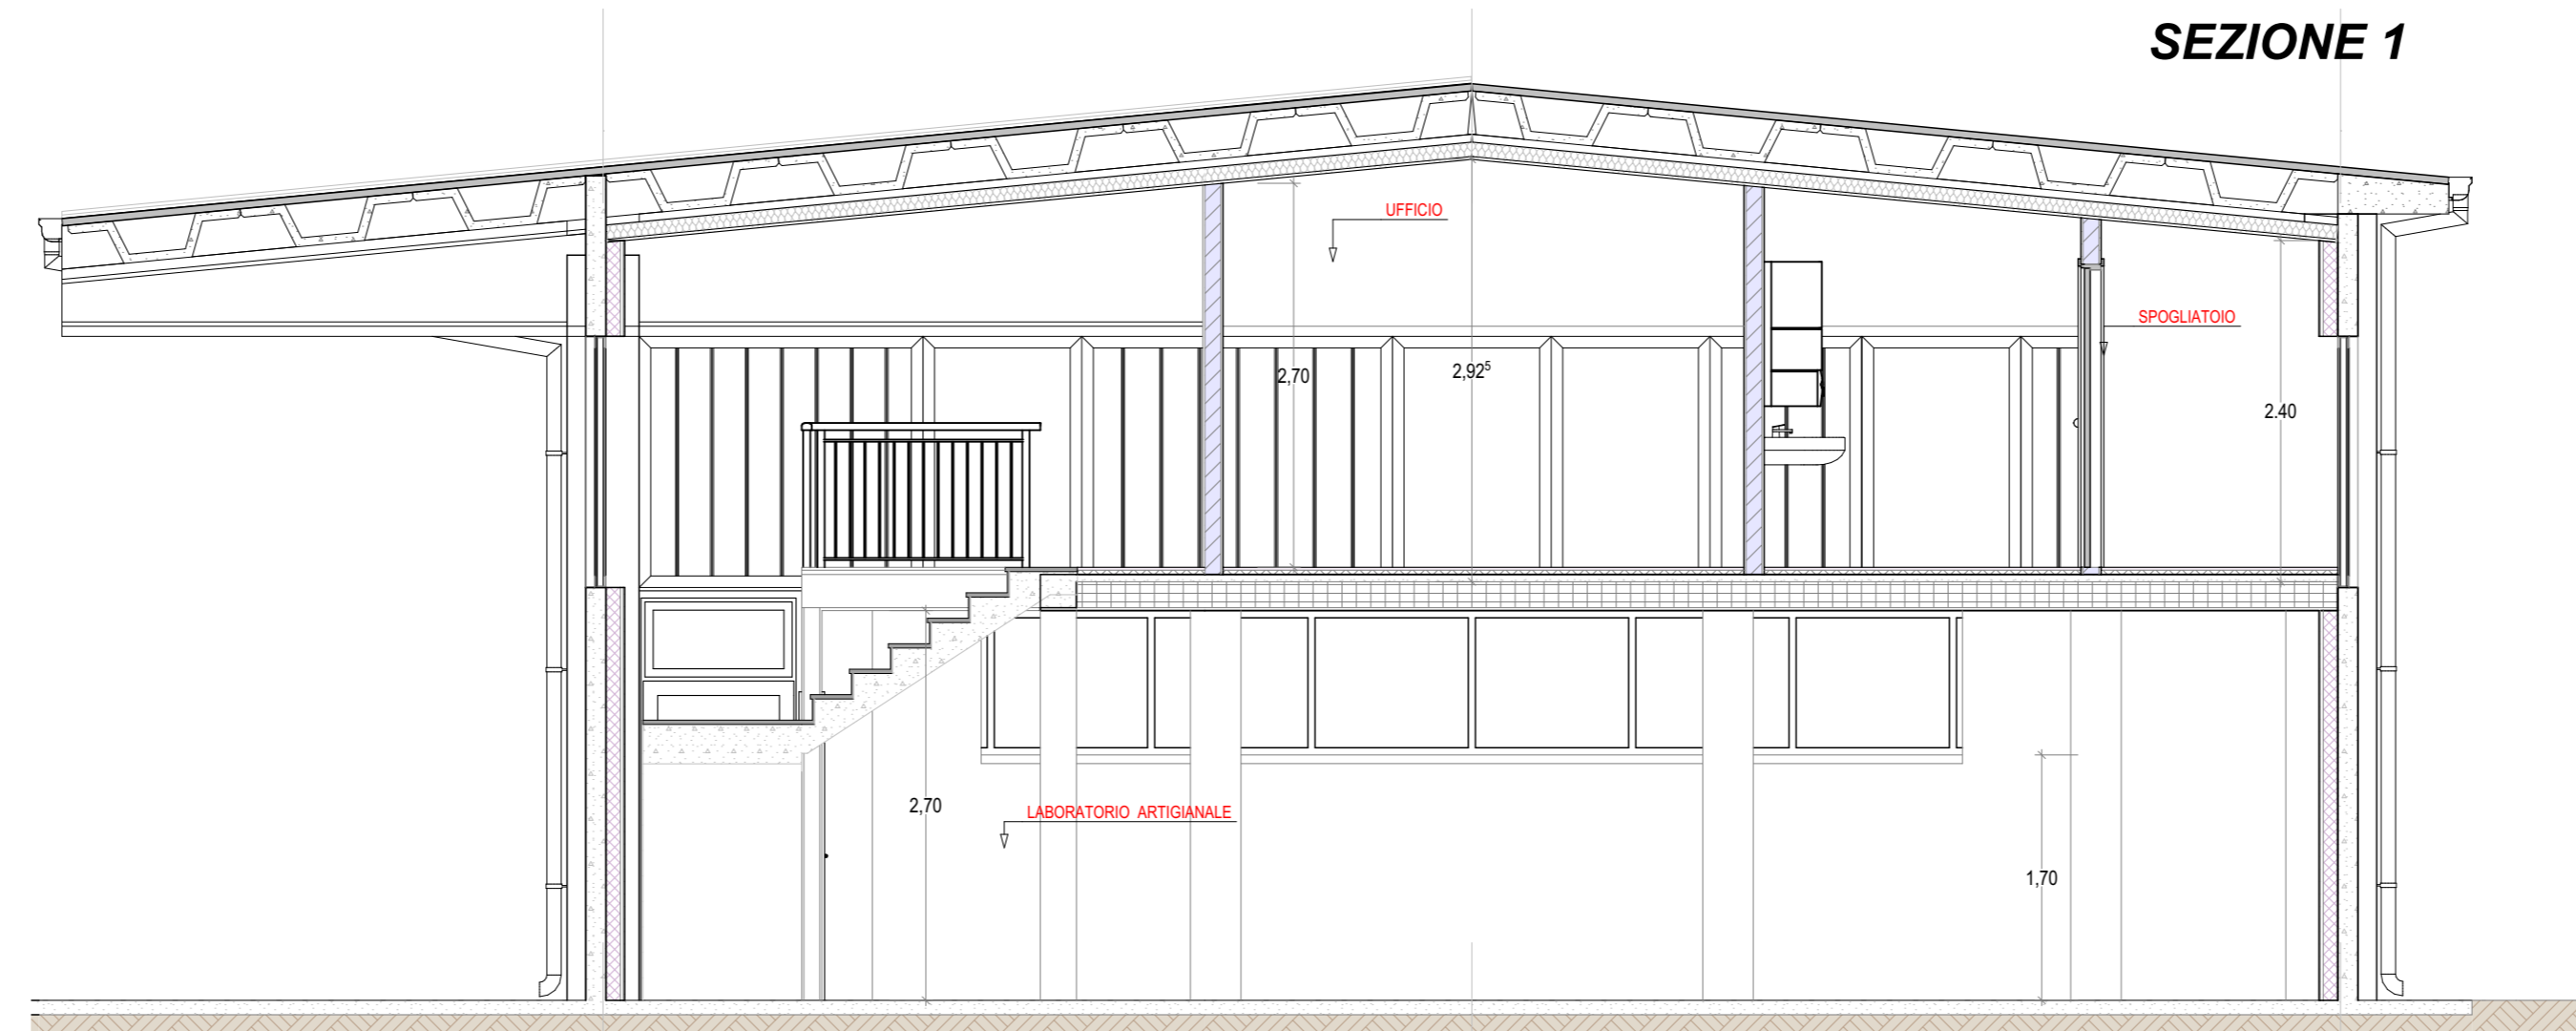 SEZIONE 1
UFFICIO
SPOGLIATOIO
2,70
2,92⁵
2.40
2,70
LABORATORIO ARTIGIANALE
1,70